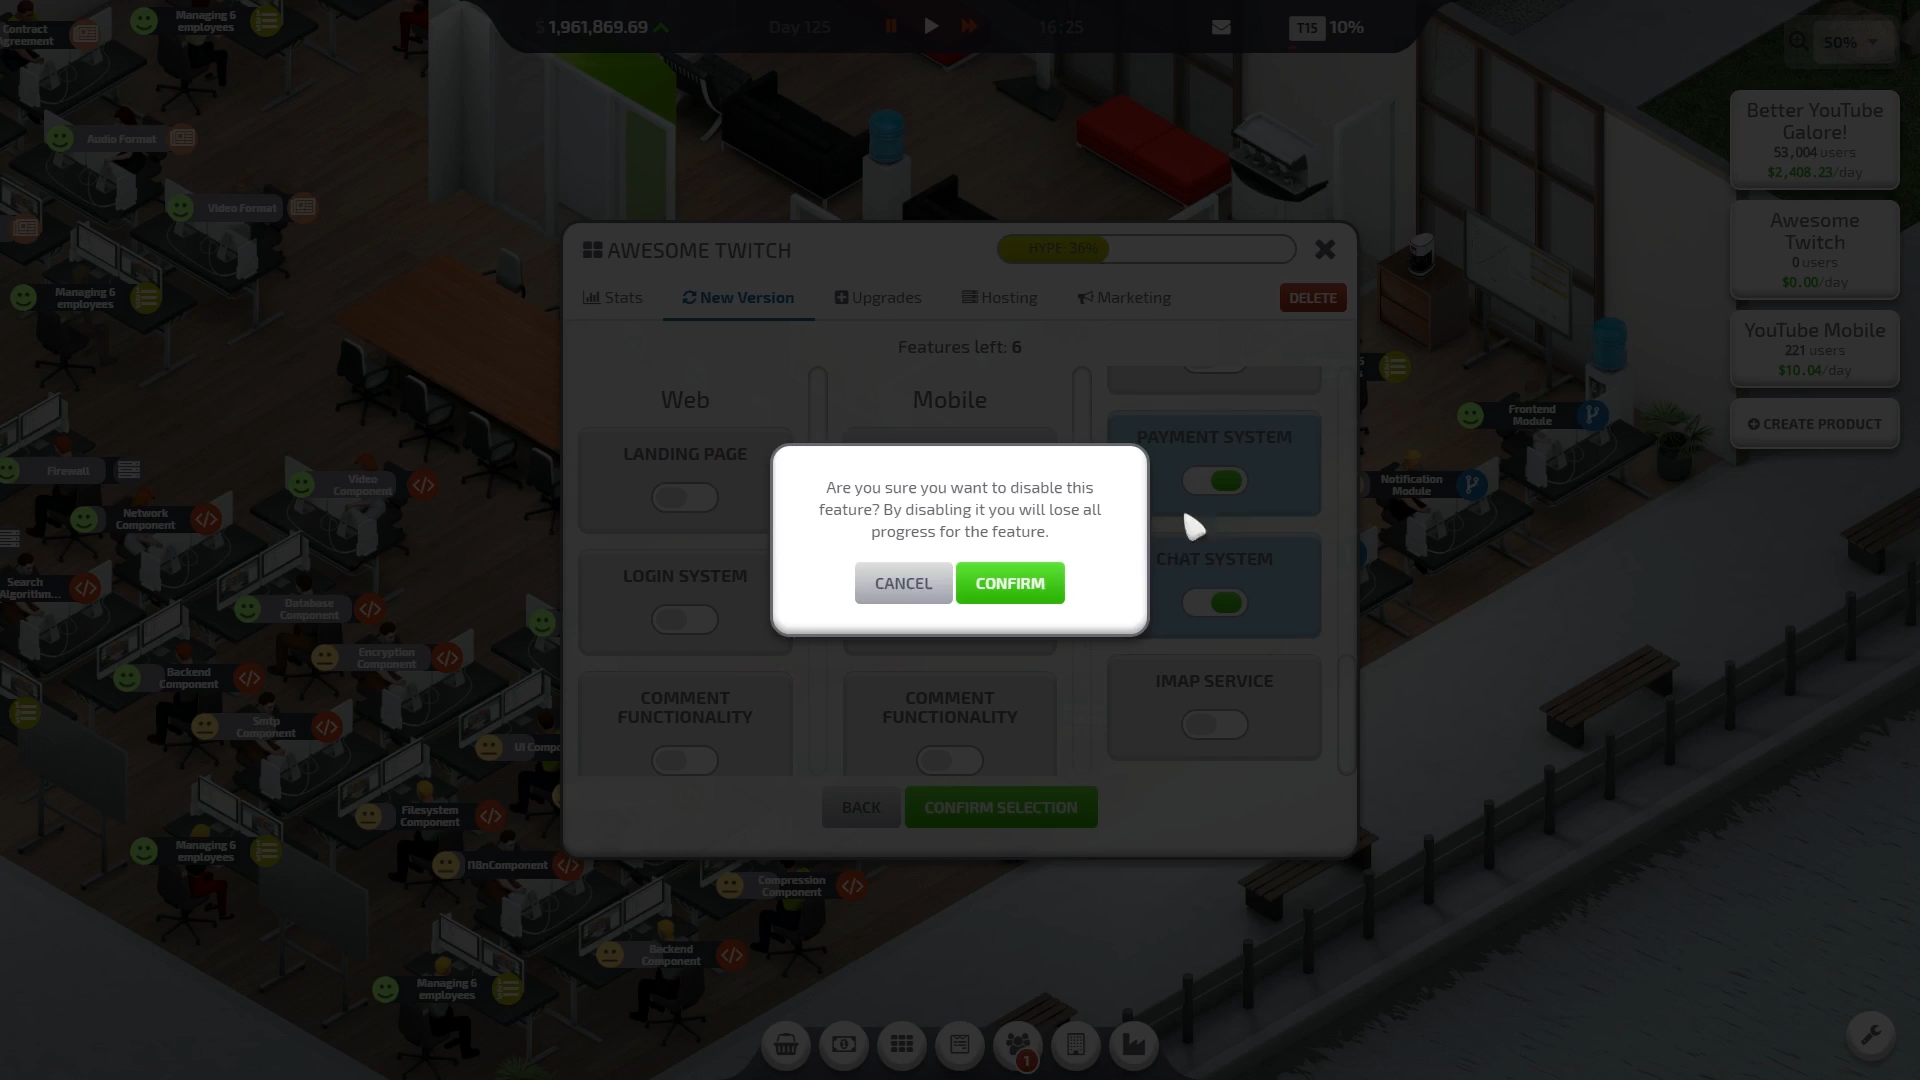 $ 1,961,869.69
Day 125
16:25
T15 10%
50%
Contract
Agreement
Managing 6
employees
Audio Format
Video Format
Managing 6
employees
Firewall
Video
Component
Network
Component
Search
Algorithm...
Database
Component
Encryption
Component
Backend
Component
Smtp
Component
UI Compo
Filesystem
Component
Managing 6
employees
I18nComponent
Compression
Component
Backend
Component
Managing 6
employees
AWESOME TWITCH
HYPE: 36%
Stats
New Version
Upgrades
Hosting
Marketing
DELETE
Features left: 6
Web
Mobile
LANDING PAGE
LOGIN SYSTEM
COMMENT
FUNCTIONALITY
COMMENT
FUNCTIONALITY
PAYMENT SYSTEM
CHAT SYSTEM
IMAP SERVICE
Are you sure you want to disable this
feature? By disabling it you will lose all
progress for the feature.
CANCEL
CONFIRM
BACK
CONFIRM SELECTION
Frontend
Module
Notification
Module
Better YouTube
Galore!
53,004 users
$2,408.23/day
Awesome
Twitch
0 users
$0.00/day
YouTube Mobile
221 users
$10.04/day
CREATE PRODUCT
1